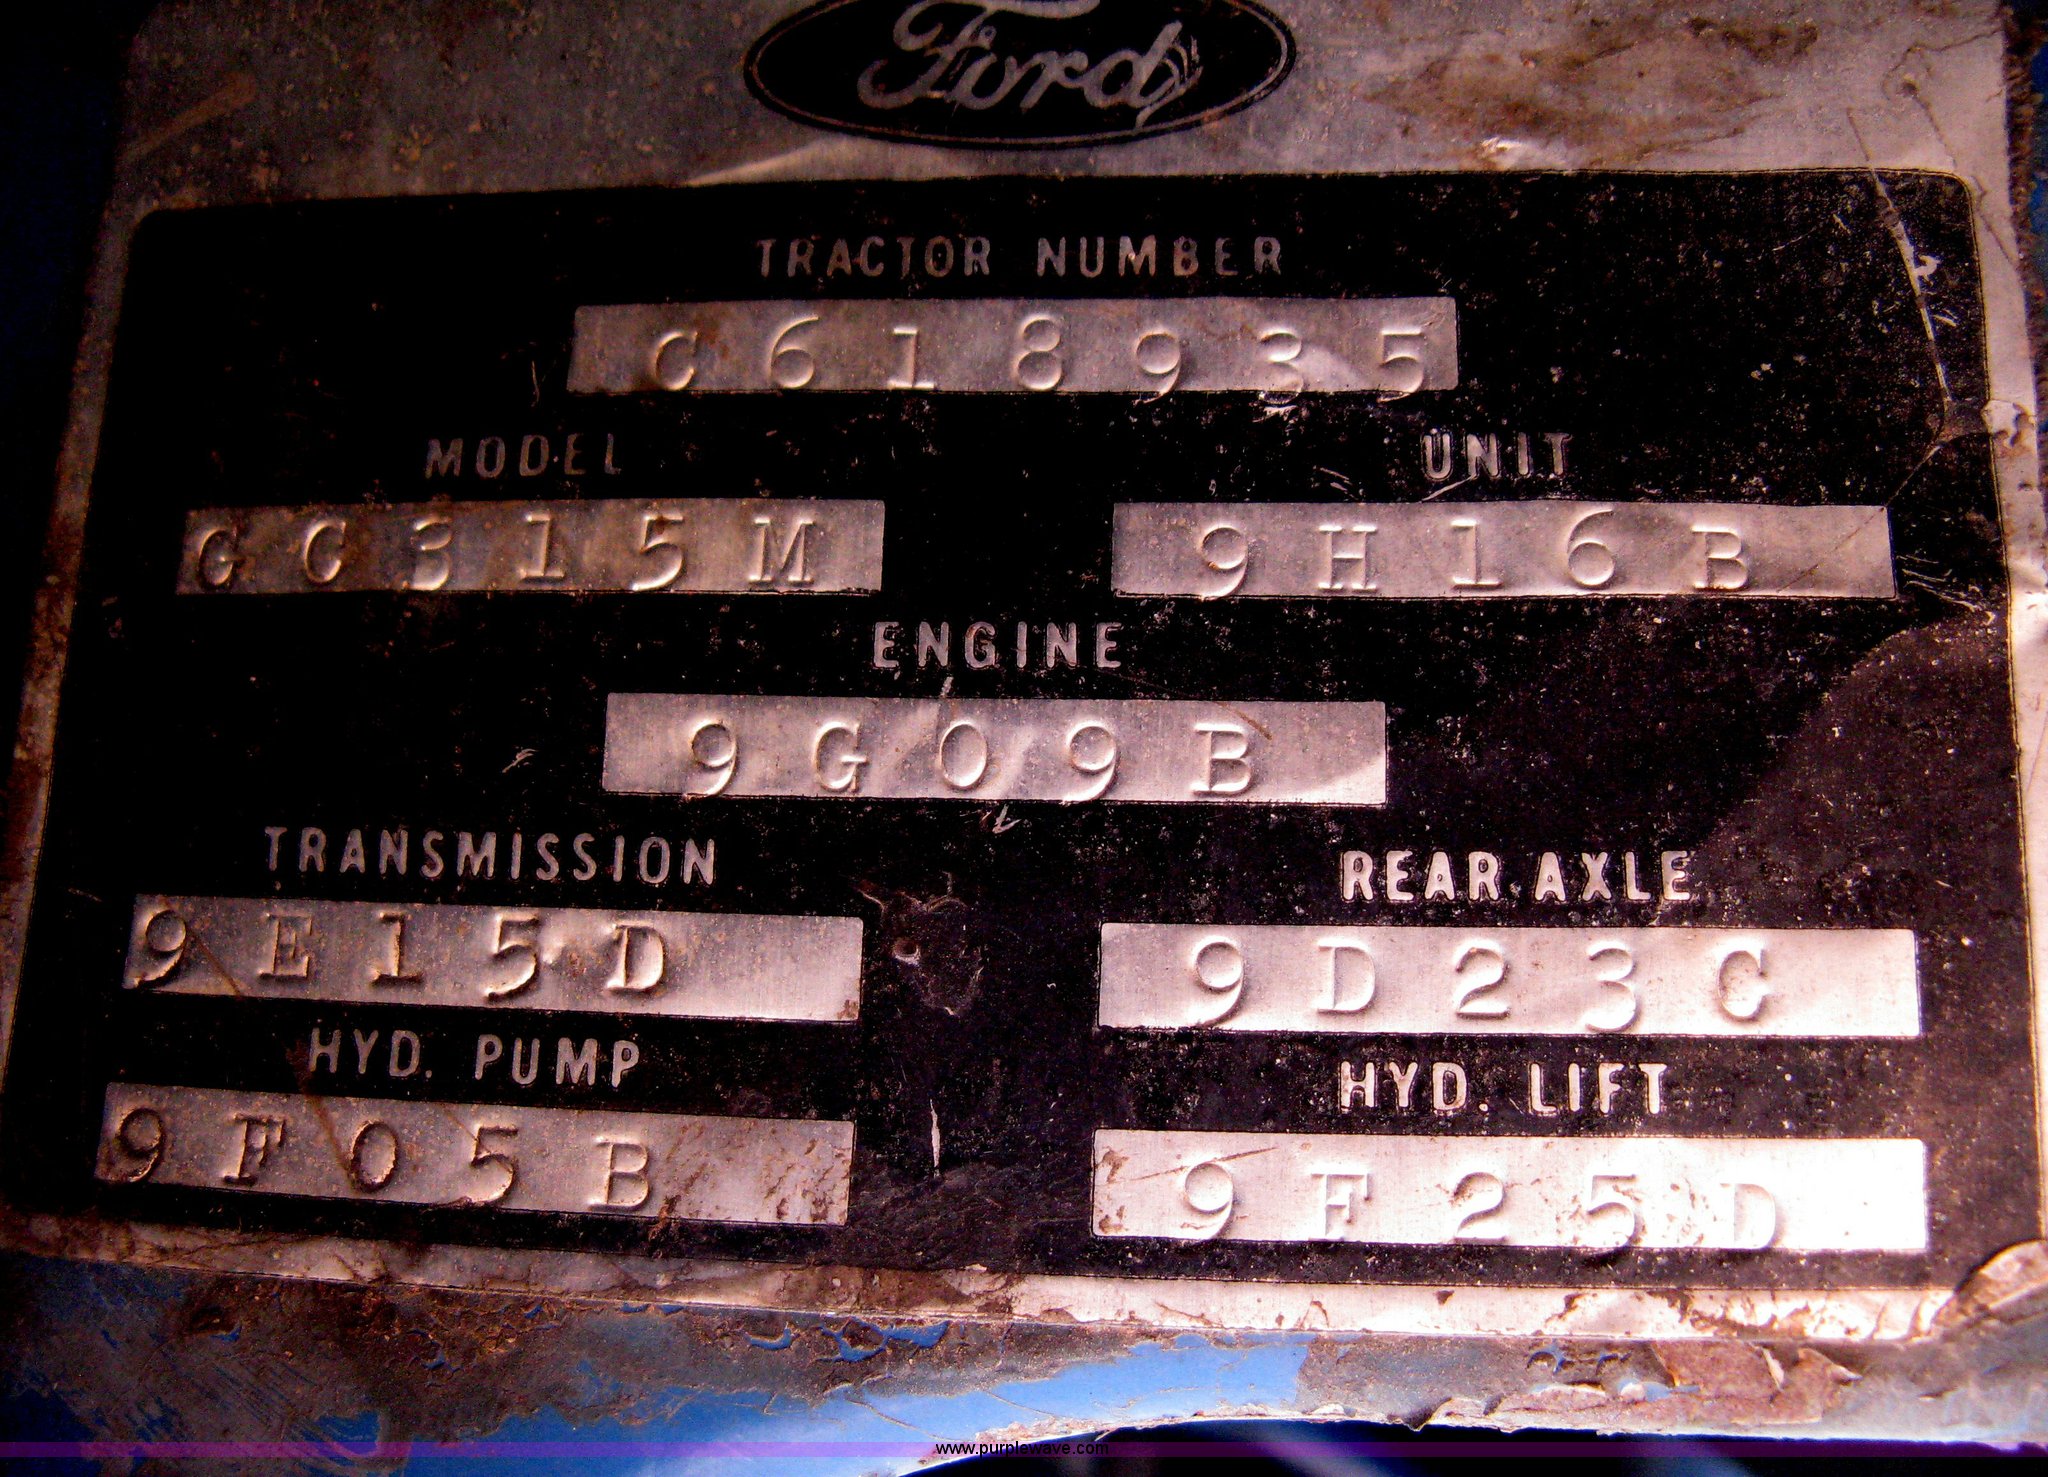 Ford
TRACTOR NUMBER
C618935
MODEL UNIT
GC315M 9H16B
ENGINE
9G09B
TRANSMISSION REAR AXLE
9E15D 9D23C
HYD. PUMP HYD. LIFT
9F05B 9F25D
www.purplewave.com